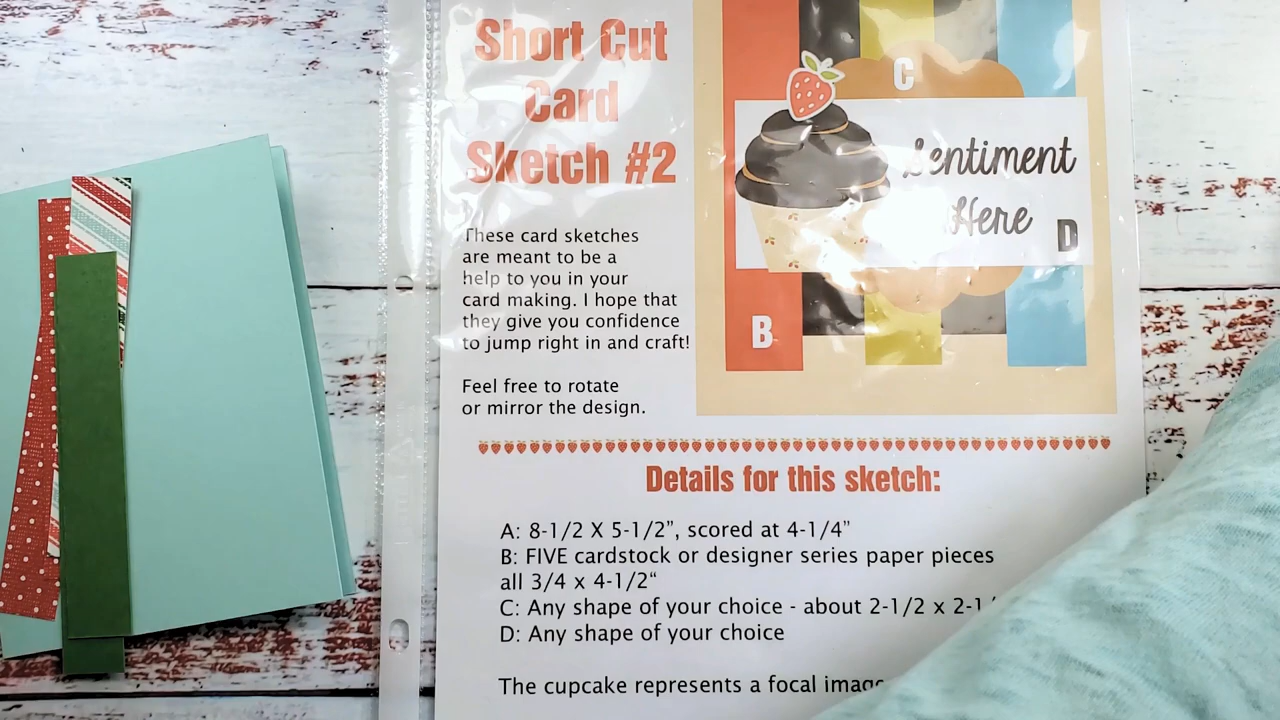 Short Cut
Card
Sketch #2
These card sketches
are meant to be a
help to you in your
card making. I hope that
they give you confidence
to jump right in and craft!
Feel free to rotate
or mirror the design.
C
Sentiment
Here
D
B
Details for this sketch:
A: 8-1/2 X 5-1/2”, scored at 4-1/4”
B: FIVE cardstock or designer series paper pieces
all 3/4 x 4-1/2“
C: Any shape of your choice - about 2-1/2 x 2-1/
D: Any shape of your choice
The cupcake represents a focal image